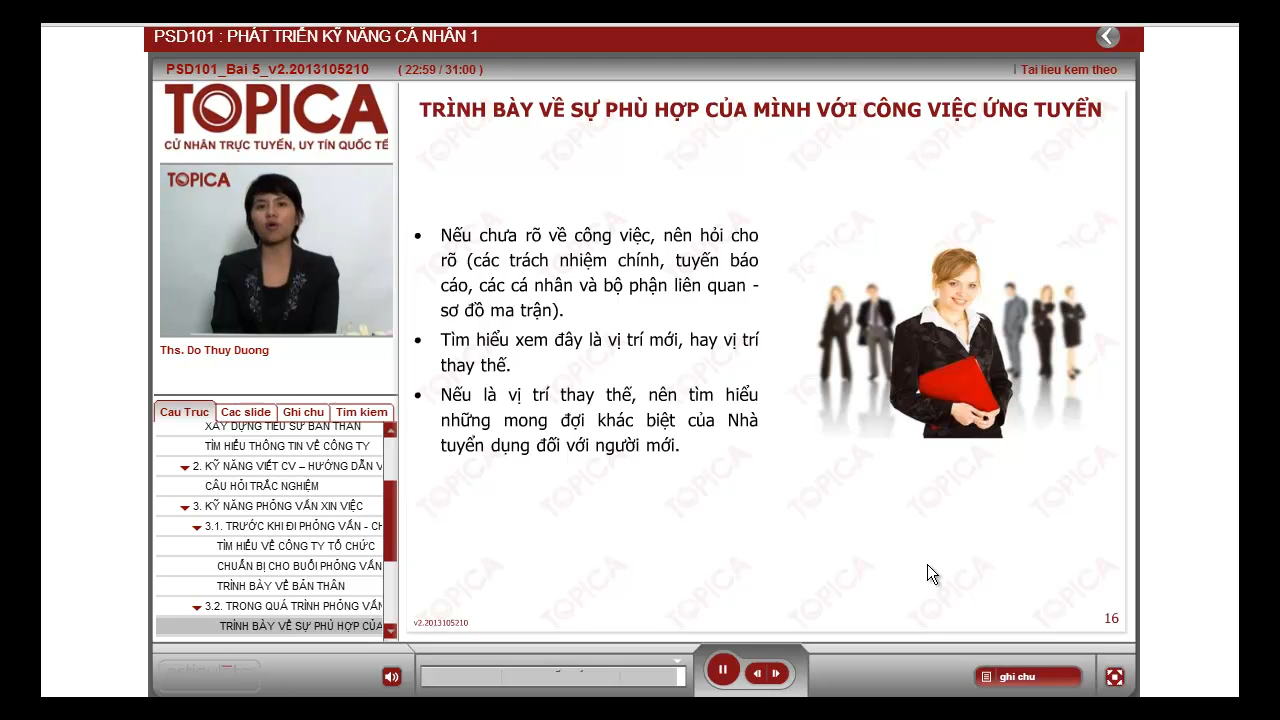 PSD101 : PHÁT TRIỂN KỸ NĂNG CÁ NHÂN 1
PSD101_Bai 5_v2.2013105210
( 22:59 / 31:00 )
Tai lieu kem theo
TOPICA
CỬ NHÂN TRỰC TUYẾN, UY TÍN QUỐC TẾ
TOPICA
Ths. Do Thuy Duong
Cau Truc
Cac slide
Ghi chu
Tim kiem
XÂY DỰNG TIỂU SỬ BẢN THÂN
TÌM HIỂU THÔNG TIN VỀ CÔNG TY
2. KỸ NĂNG VIẾT CV – HƯỚNG DẪN V
CÂU HỎI TRẮC NGHIỆM
3. KỸ NĂNG PHỎNG VẤN XIN VIỆC
3.1. TRƯỚC KHI ĐI PHỎNG VẤN - CH
TÌM HIỂU VỀ CÔNG TY TỔ CHỨC
CHUẨN BỊ CHO BUỔI PHỎNG VẤN
TRÌNH BÀY VỀ BẢN THÂN
3.2. TRONG QUÁ TRÌNH PHỎNG VẤN
TRÌNH BÀY VỀ SỰ PHÙ HỢP CỦA
TRÌNH BÀY VỀ SỰ PHÙ HỢP CỦA MÌNH VỚI CÔNG VIỆC ỨNG TUYỂN
• Nếu chưa rõ về công việc, nên hỏi cho
rõ (các trách nhiệm chính, tuyến báo
cáo, các cá nhân và bộ phận liên quan -
sơ đồ ma trận).
• Tìm hiểu xem đây là vị trí mới, hay vị trí
thay thế.
• Nếu là vị trí thay thế, nên tìm hiểu
những mong đợi khác biệt của Nhà
tuyển dụng đối với người mới.
v2.2013105210
16
ghi chu